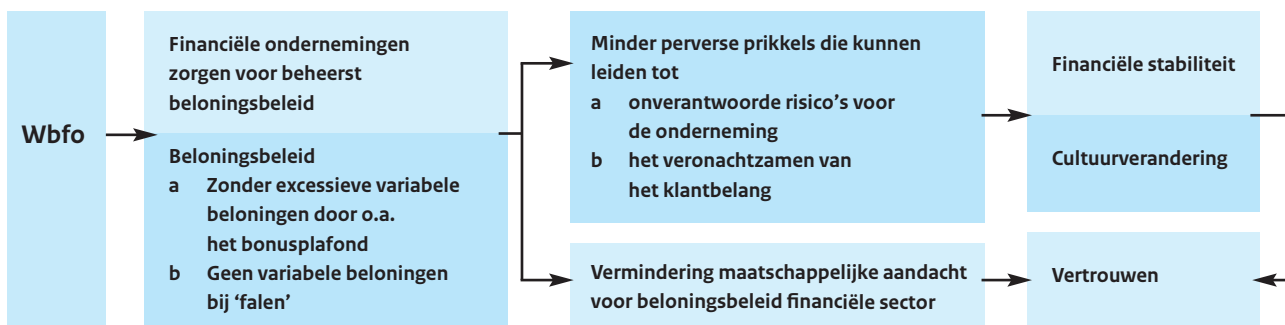 Wbfo
Financiële ondernemingen
zorgen voor beheerst
beloningsbeleid
Beloningsbeleid
a Zonder excessieve variabele
beloningen door o.a.
het bonusplafond
b Geen variabele beloningen
bij ‘falen’
Minder perverse prikkels die kunnen
leiden tot
a onverantwoorde risico’s voor
de onderneming
b het veronachtzamen van
het klantbelang
Vermindering maatschappelijke aandacht
voor beloningsbeleid financiële sector
Financiële stabiliteit
Cultuurverandering
Vertrouwen